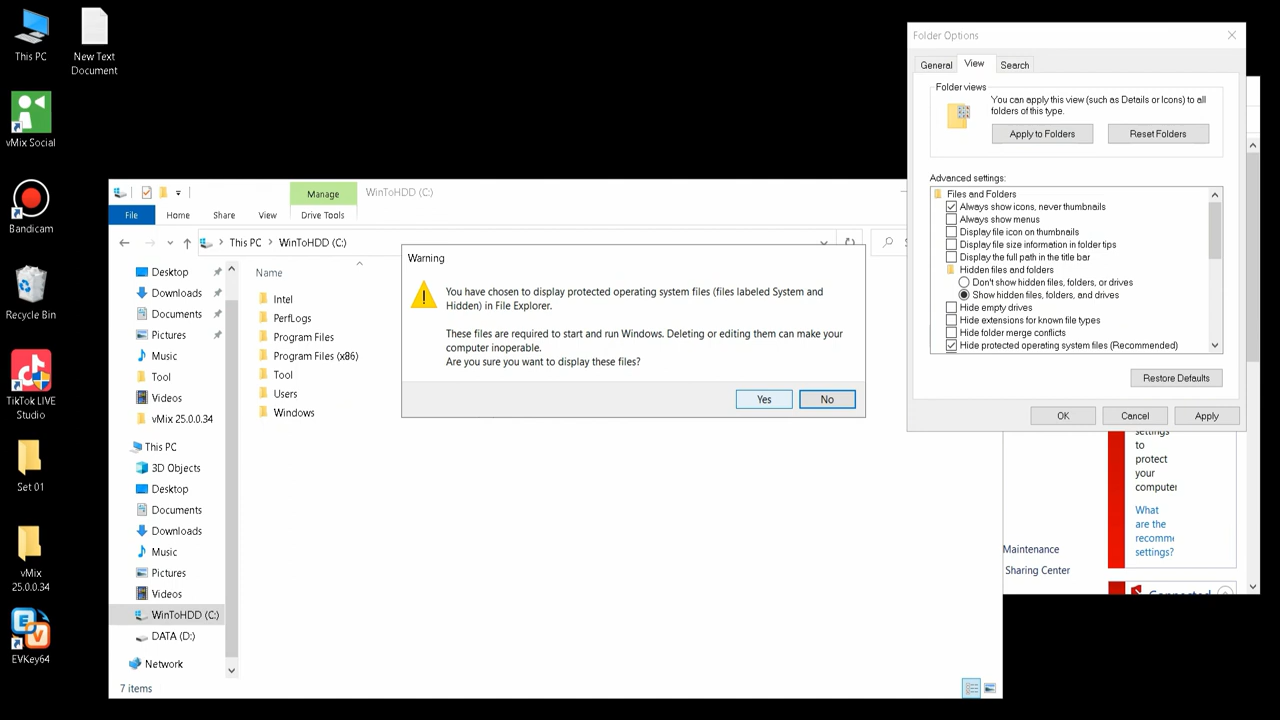 This PC
New Text
Document
vMix Social
Bandicam
Recycle Bin
TikTok LIVE
Studio
Set 01
vMix
25.0.0.34
EVKey64
Manage
WinToHDD (C:)
File
Home
Share
View
Drive Tools
This PC
WinToHDD (C:)
Desktop
Downloads
Documents
Pictures
Music
Tool
Videos
vMix 25.0.0.34
This PC
3D Objects
Desktop
Documents
Downloads
Music
Pictures
Videos
WinToHDD (C:)
DATA (D:)
Network
7 items
Name
Intel
PerfLogs
Program Files
Program Files (x86)
Tool
Users
Windows
Warning
You have chosen to display protected operating system files (files labeled System and
Hidden) in File Explorer.
These files are required to start and run Windows. Deleting or editing them can make your
computer inoperable.
Are you sure you want to display these files?
Yes
No
Folder Options
General
View
Search
Folder views
You can apply this view (such as Details or Icons) to all
folders of this type.
Apply to Folders
Reset Folders
Advanced settings:
Files and Folders
Always show icons, never thumbnails
Always show menus
Display file icon on thumbnails
Display file size information in folder tips
Display the full path in the title bar
Hidden files and folders
Don't show hidden files, folders, or drives
Show hidden files, folders, and drives
Hide empty drives
Hide extensions for known file types
Hide folder merge conflicts
Hide protected operating system files (Recommended)
Restore Defaults
OK
Cancel
Apply
settings
to
protect
your
computer
What
are the
recomme
settings?
Maintenance
Sharing Center
Connected